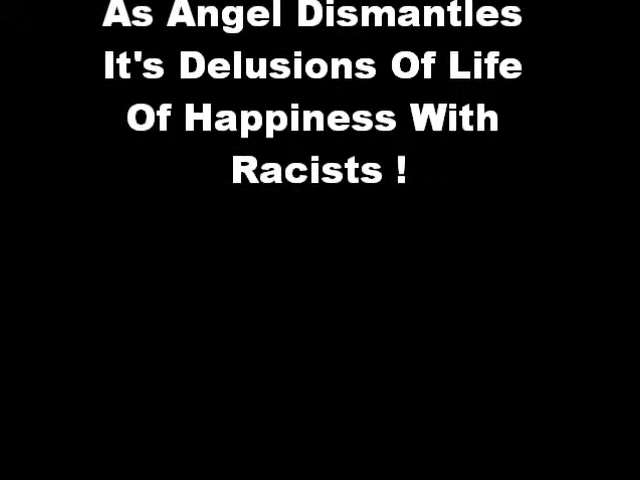 As Angel Dismantles
It's Delusions Of Life
Of Happiness With
Racists !